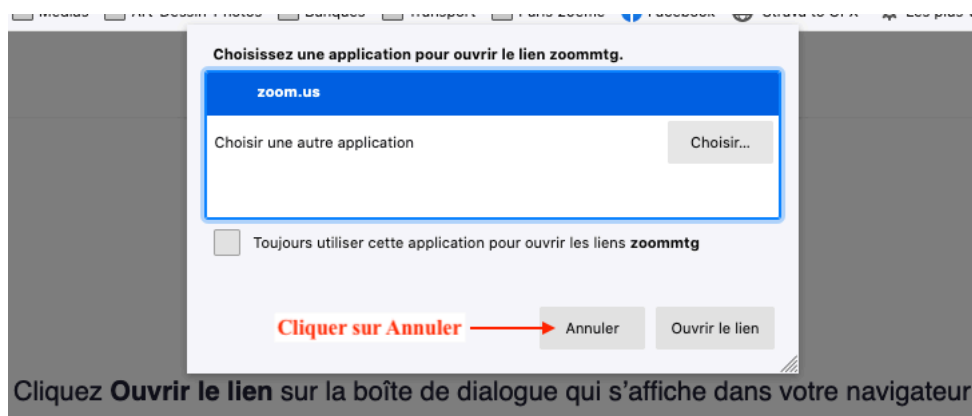 Choisissez une application pour ouvrir le lien zoommtg.
zoom.us
Choisir une autre application Choisir...
Toujours utiliser cette application pour ouvrir les liens zoommtg
Cliquer sur Annuler Annuler Ouvrir le lien
Cliquez Ouvrir le lien sur la boîte de dialogue qui s'affiche dans votre navigateur